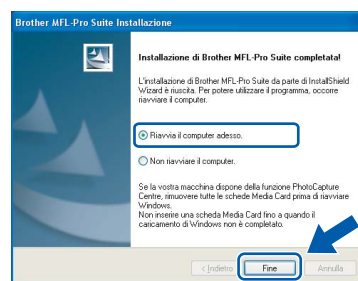 Brother MFL-Pro Suite Installazione
Installazione di Brother MFL-Pro Suite completata!
L'installazione di Brother MFL-Pro Suite da parte di InstallShield
Wizard è riuscita. Per potere utilizzare il programma, occorre
riavviare il computer.
Riavvia il computer adesso.
Non riavviare il computer.
Se la vostra macchina dispone della funzione PhotoCapture
Centre, rimuovere tutte le schede Media Card prima di riavviare
Windows.
Non inserire una scheda Media Card fino a quando il
caricamento di Windows non è completato.
< Indietro
Fine
Annulla